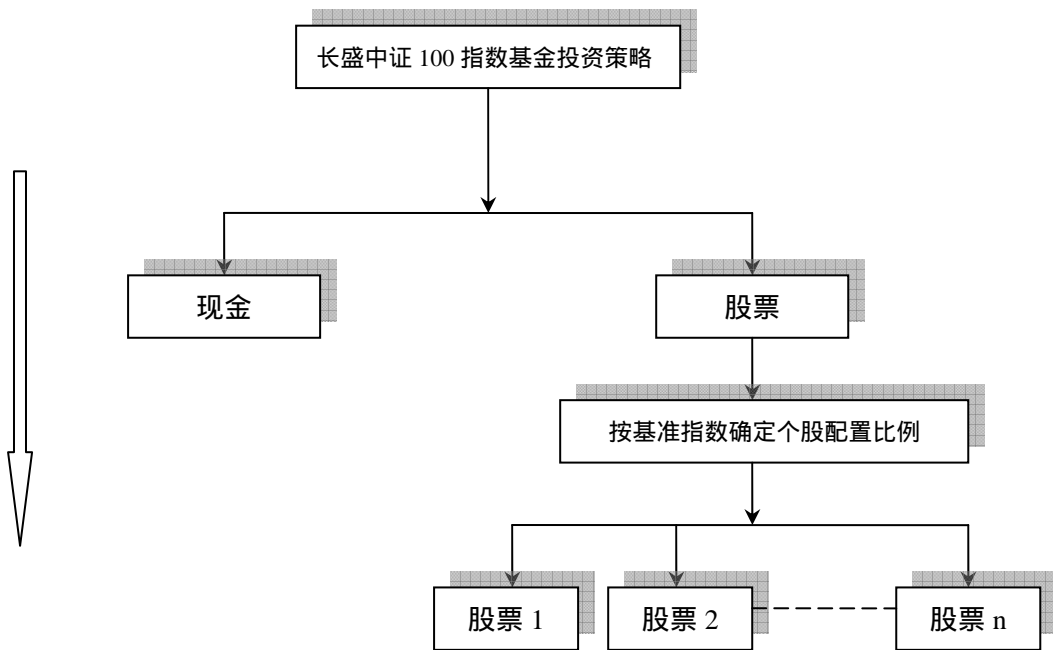 长盛中证 100 指数基金投资策略
现金
股票
按基准指数确定个股配置比例
股票 1
股票 2
股票 n